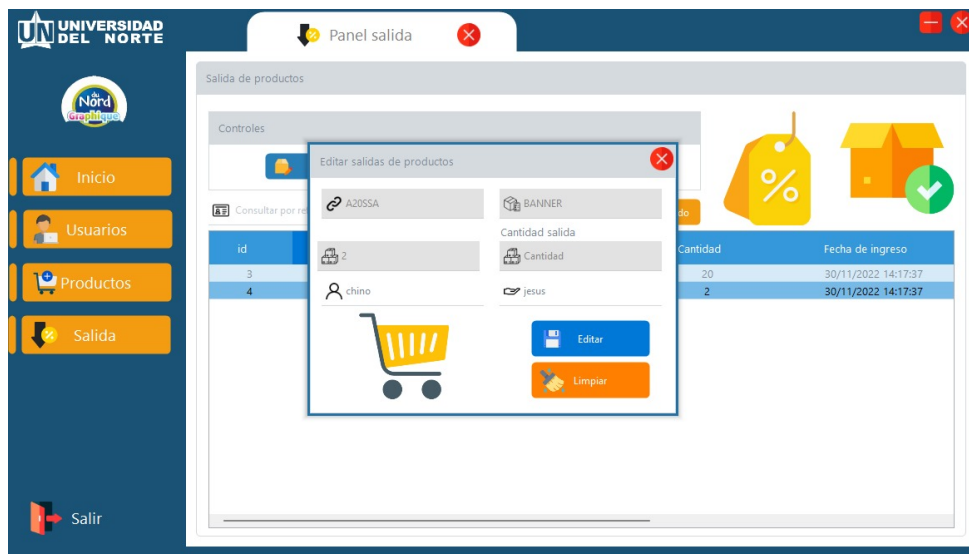 UN UNIVERSIDAD
DEL NORTE
Panel salida
du
Nord
Graphique
Salida de productos
Controles
Editar salidas de productos
Inicio
A20SSA
BANNER
Consultar por re
do
Usuarios
Cantidad salida
id
2
Cantidad
Cantidad
Fecha de ingreso
3
20
30/11/2022 14:17:37
Productos
4
chino
jesus
2
30/11/2022 14:17:37
Salida
%
Editar
Limpiar
Salir